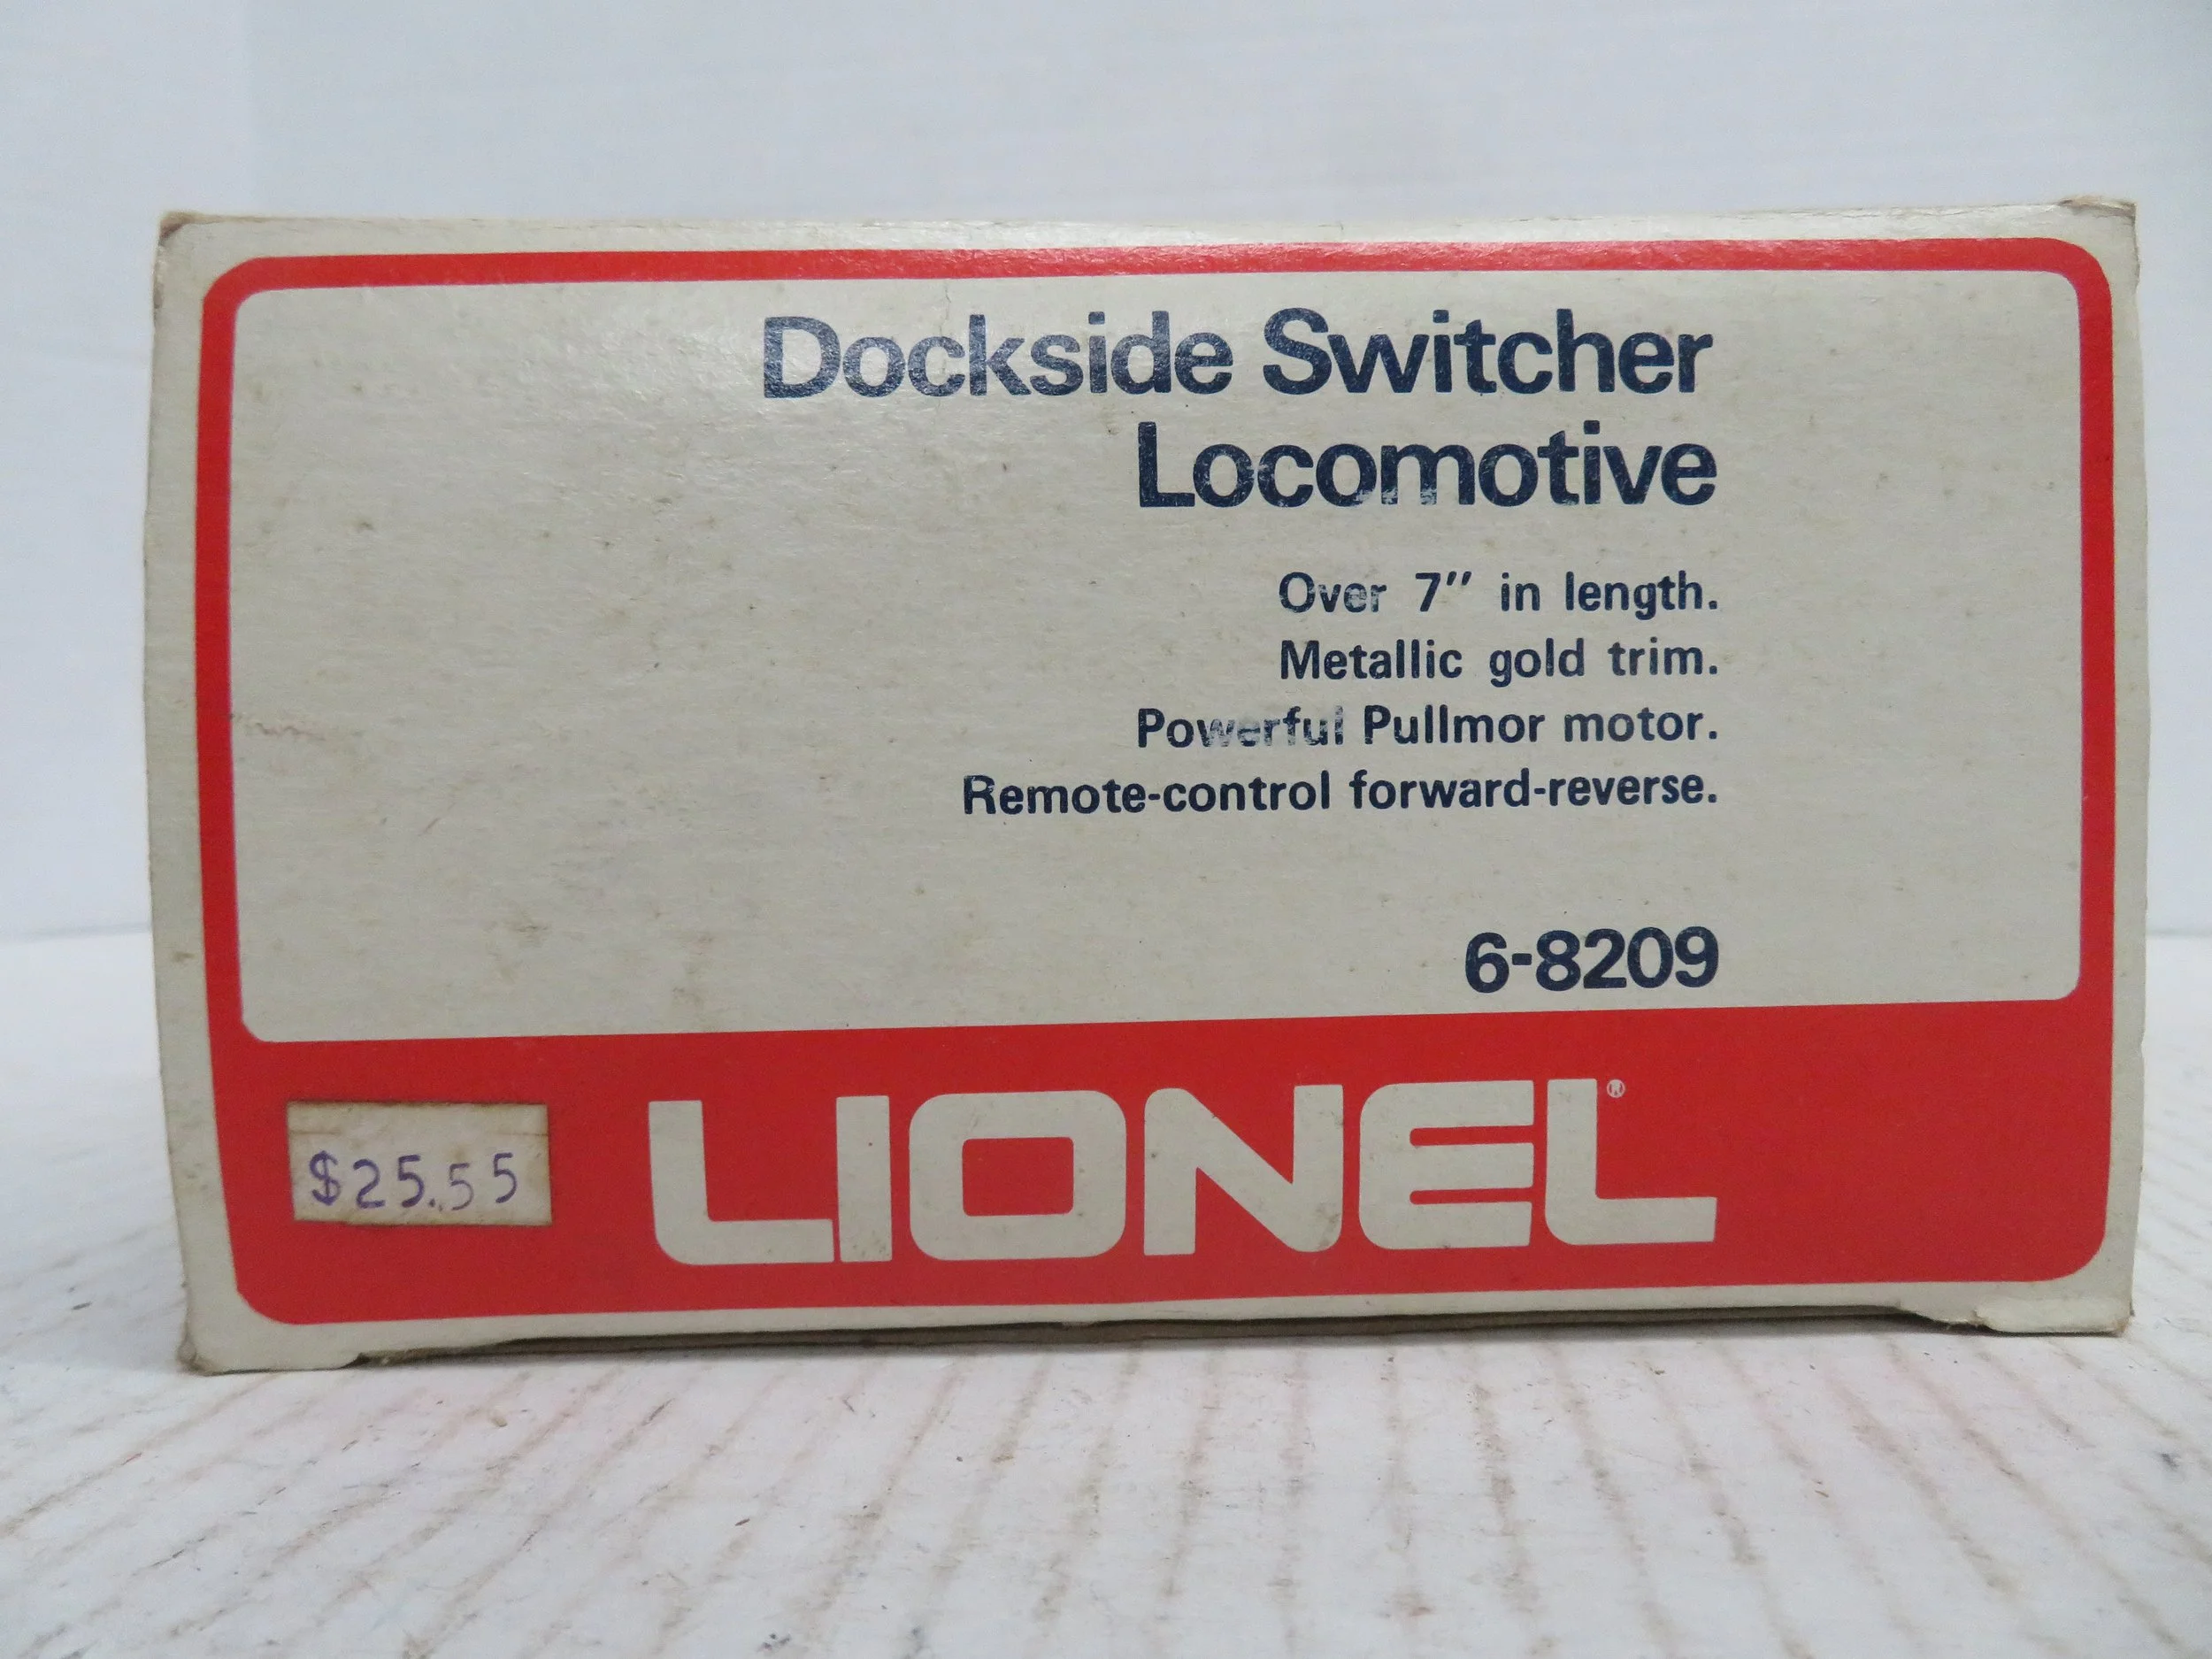 Dockside Switcher
Locomotive
Over 7" in length.
Metallic gold trim.
Powerful Pullmor motor.
Remote-control forward-reverse.
6-8209
$25.55
LIONEL®